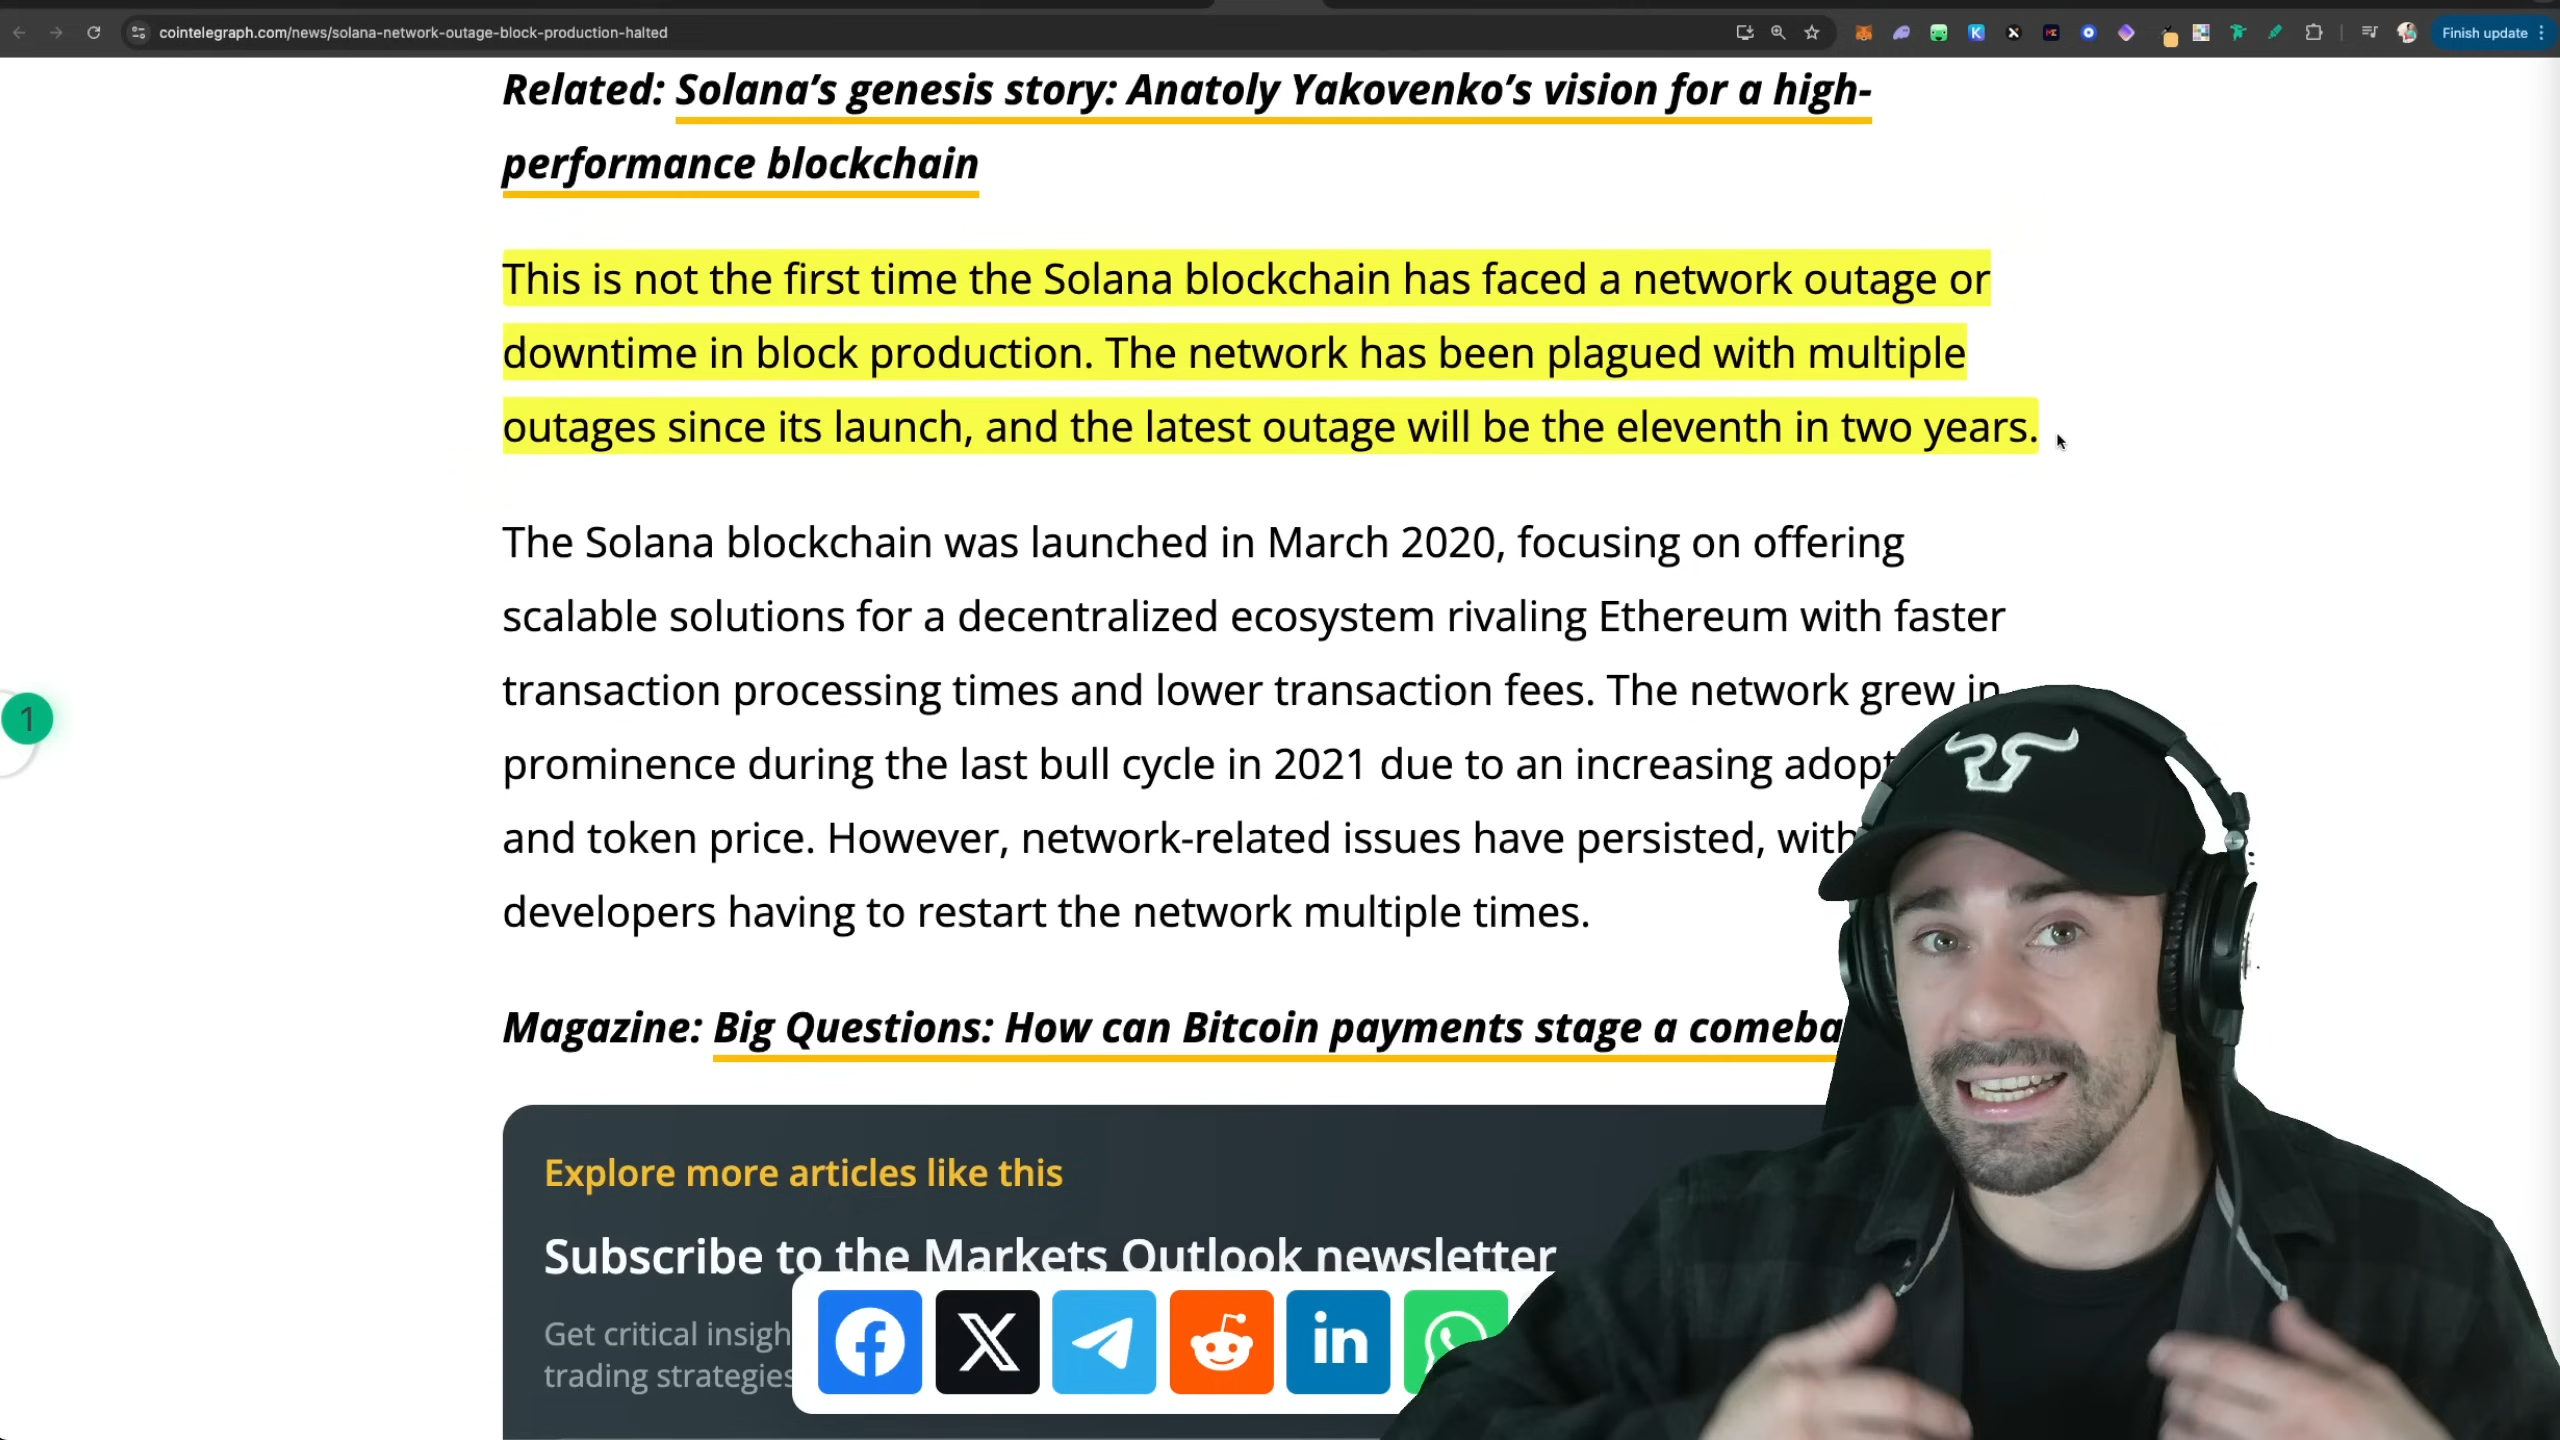 cointelegraph.com/news/solana-network-outage-block-production-halted
Finish update
Related: Solana’s genesis story: Anatoly Yakovenko’s vision for a high-
performance blockchain
This is not the first time the Solana blockchain has faced a network outage or
downtime in block production. The network has been plagued with multiple
outages since its launch, and the latest outage will be the eleventh in two years.
The Solana blockchain was launched in March 2020, focusing on offering
scalable solutions for a decentralized ecosystem rivaling Ethereum with faster
transaction processing times and lower transaction fees. The network grew in
prominence during the last bull cycle in 2021 due to an increasing
and token price. However, network-related issues have persisted, with
developers having to restart the network multiple times.
1
Magazine: Big Questions: How can Bitcoin payments stage a
Explore more articles like this
Subscribe to the Markets Outlook newsletter
Get critical
trading strategies
in